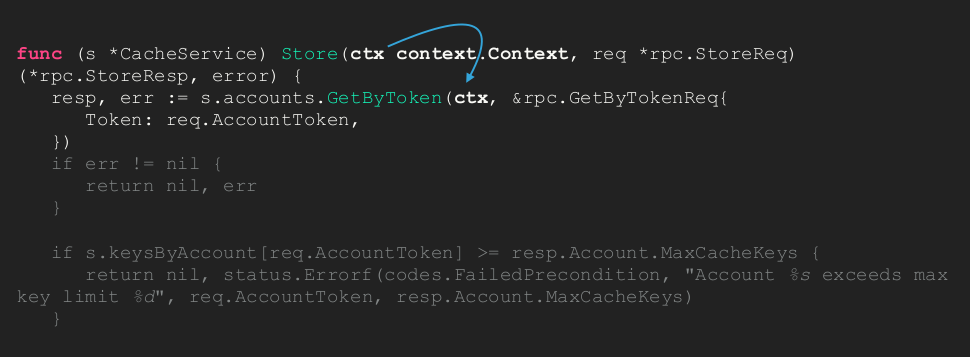 func (s *CacheService) Store(ctx context.Context, req *rpc.StoreReq)
(*rpc.StoreResp, error) {
   resp, err := s.accounts.GetByToken(ctx, &rpc.GetByTokenReq{
      Token: req.AccountToken,
   })
   if err != nil {
      return nil, err
   }

   if s.keysByAccount[req.AccountToken] >= resp.Account.MaxCacheKeys {
      return nil, status.Errorf(codes.FailedPrecondition, "Account %s exceeds max
key limit %d", req.AccountToken, resp.Account.MaxCacheKeys)
   }